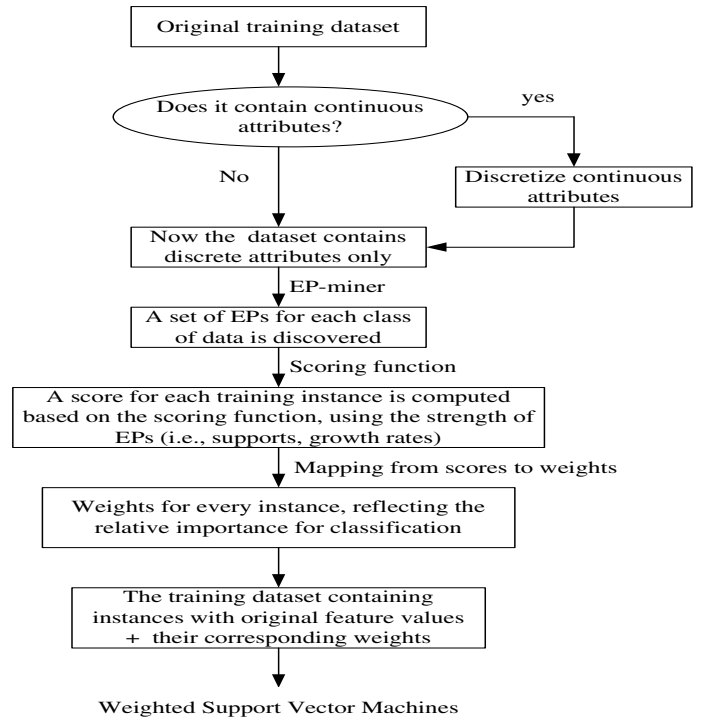 Original training dataset
Does it contain continuous
attributes?
yes
No
Discretize continuous
attributes
Now the dataset contains
discrete attributes only
EP-miner
A set of EPs for each class
of data is discovered
Scoring function
A score for each training instance is computed
based on the scoring function, using the strength of
EPs (i.e., supports, growth rates)
Mapping from scores to weights
Weights for every instance, reflecting the
relative importance for classification
The training dataset containing
instances with original feature values
+ their corresponding weights
Weighted Support Vector Machines